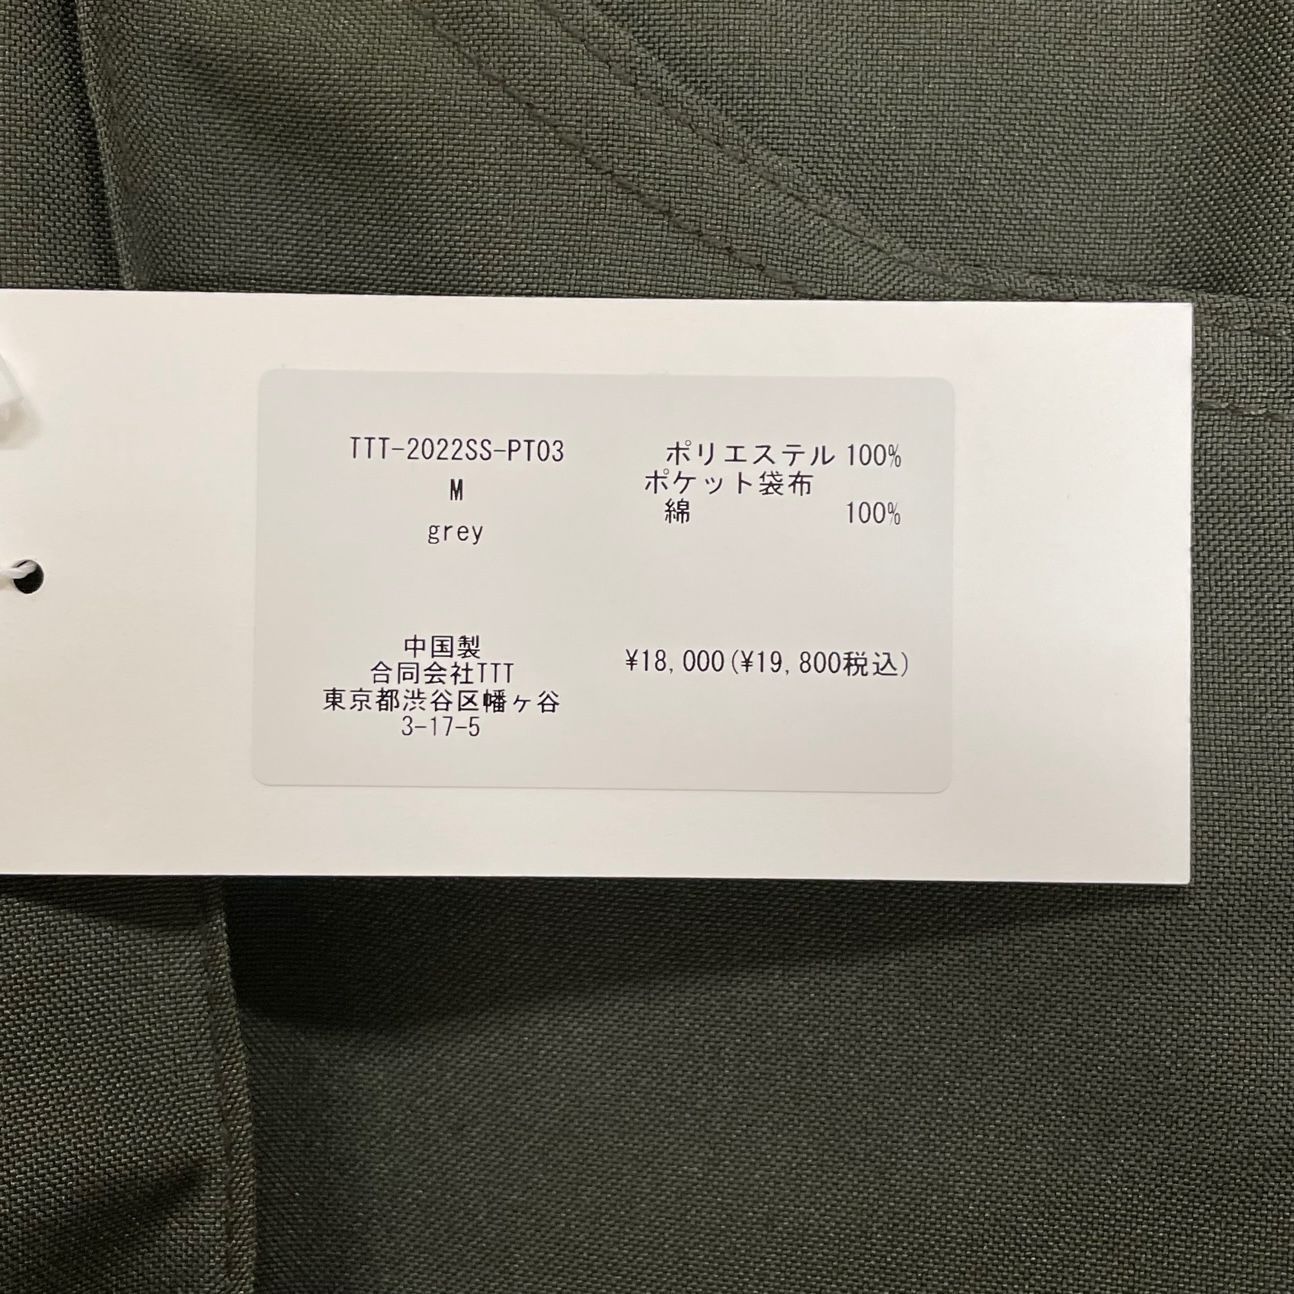 TTT-2022SS-PT03
M
grey
ポリエステル 100%
ポケット袋布
綿 100%
中国製
合同会社TTT
東京都渋谷区幡ヶ谷
3-17-5
¥18,000(¥19,800税込)